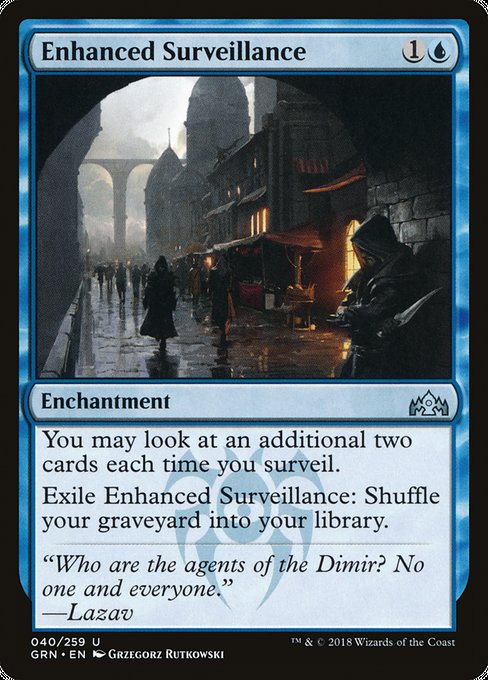 Enhanced Surveillance 1
Enchantment
You may look at an additional two
cards each time you surveil.
Exile Enhanced Surveillance: Shuffle
your graveyard into your library.
“Who are the agents of the Dimir? No
one and everyone.”
—Lazav
040/259 U
GRN • EN Grzegorz Rutkowski
™ & © 2018 Wizards of the Coast